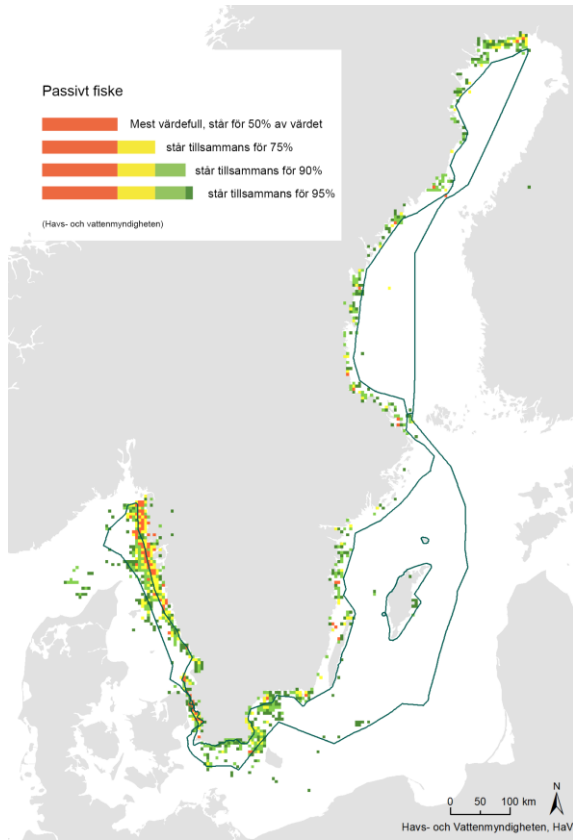 Passivt fiske
Mest värdefull, står för 50% av värdet
står tillsammans för 75%
står tillsammans för 90%
står tillsammans för 95%
(Havs- och vattenmyndigheten)
N
0 50 100 km
Havs- och Vattenmyndigheten, HaV